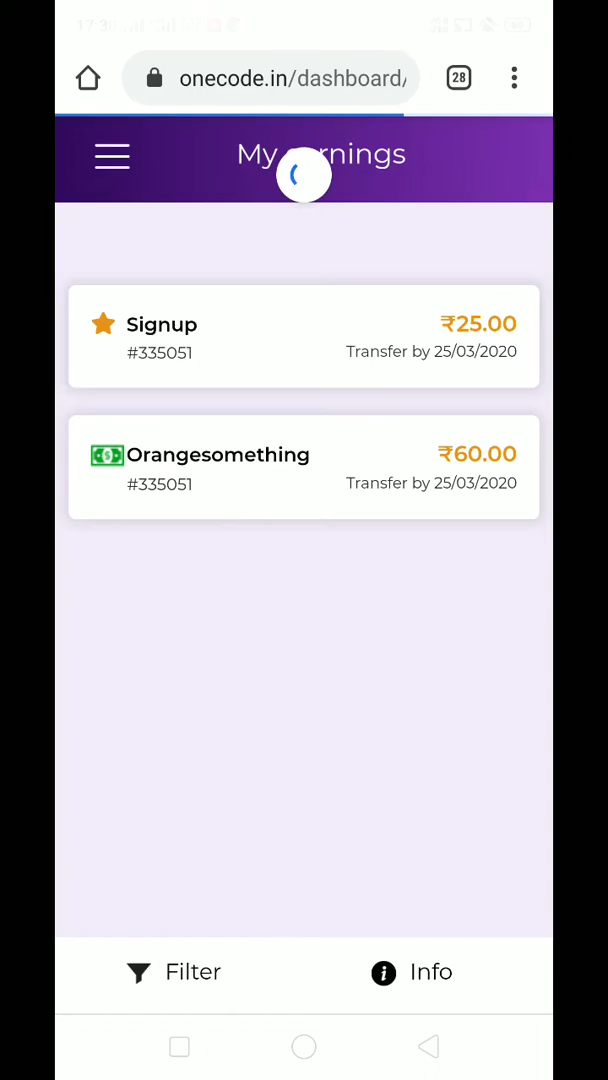 onecode.in/dashboard/
28
My earnings
Signup
₹25.00
#335051
Transfer by 25/03/2020
Orangesomething
₹60.00
#335051
Transfer by 25/03/2020
Filter
Info